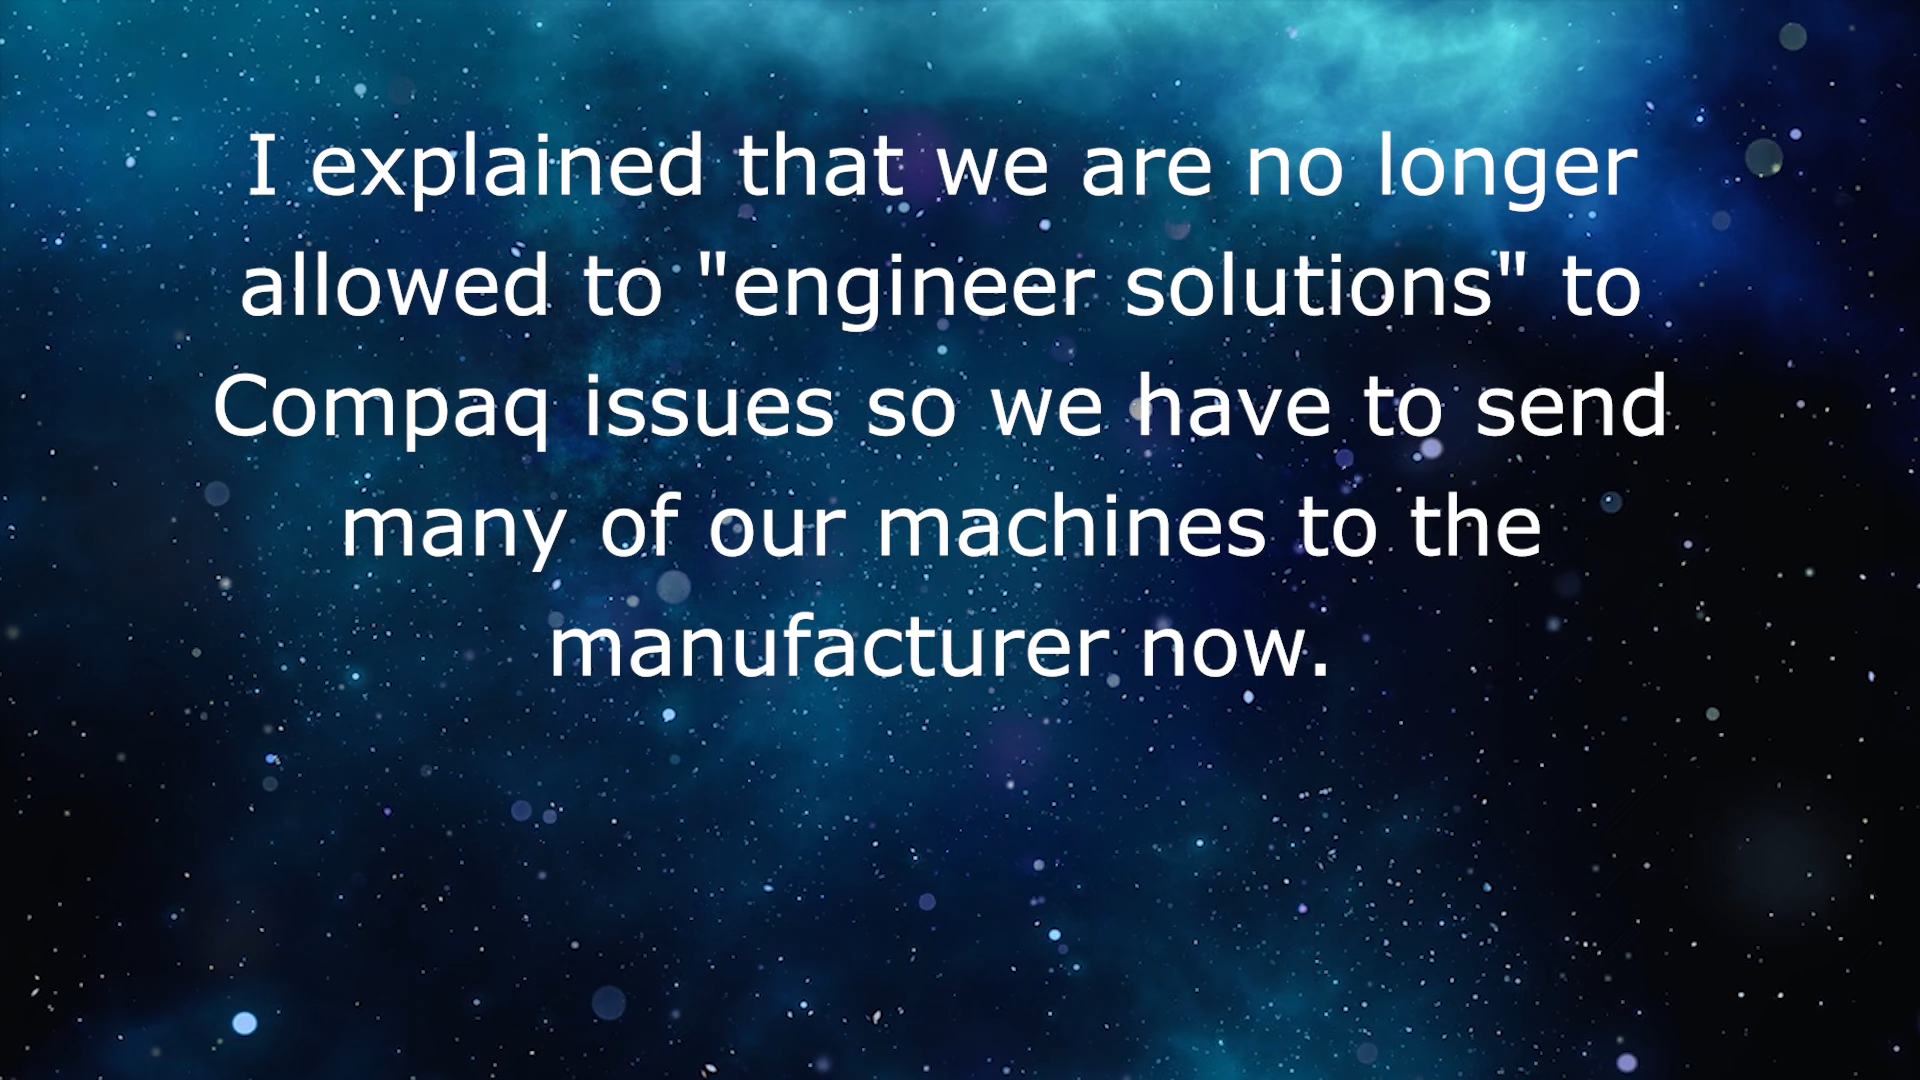 I explained that we are no longer
allowed to "engineer solutions" to
Compaq issues so we have to send
many of our machines to the
manufacturer now.